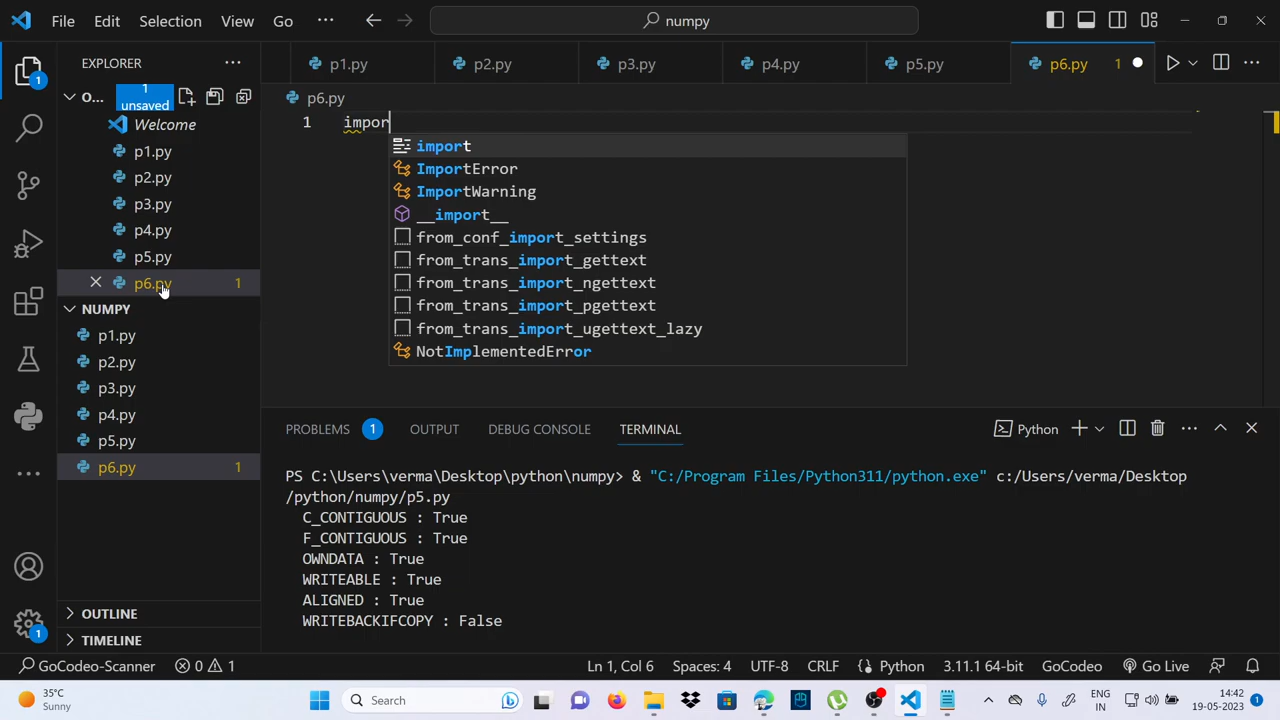 File Edit Selection View Go ··· numpy
EXPLORER
O... 1 unsaved
Welcome
p1.py
p2.py
p3.py
p4.py
p5.py
p6.py 1
NUMPY
p1.py
p2.py
p3.py
p4.py
p5.py
p6.py 1
OUTLINE
TIMELINE
1
1
p1.py p2.py p3.py p4.py p5.py p6.py 1
p6.py
1 impor
import
ImportError
ImportWarning
__import__
from_conf_import_settings
from_trans_import_gettext
from_trans_import_ngettext
from_trans_import_pgettext
from_trans_import_ugettext_lazy
NotImplementedError
PROBLEMS 1 OUTPUT DEBUG CONSOLE TERMINAL Python
PS C:\Users\verma\Desktop\python\numpy> & "C:/Program Files/Python311/python.exe" c:/Users/verma/Desktop
/python/numpy/p5.py
C_CONTIGUOUS : True
F_CONTIGUOUS : True
OWNDATA : True
WRITEABLE : True
ALIGNED : True
WRITEBACKIFCOPY : False
GoCodeo-Scanner 0 1 Ln 1, Col 6 Spaces: 4 UTF-8 CRLF Python 3.11.1 64-bit GoCodeo Go Live
35°C
Sunny
Search
ENG
IN
14:42
19-05-2023
1